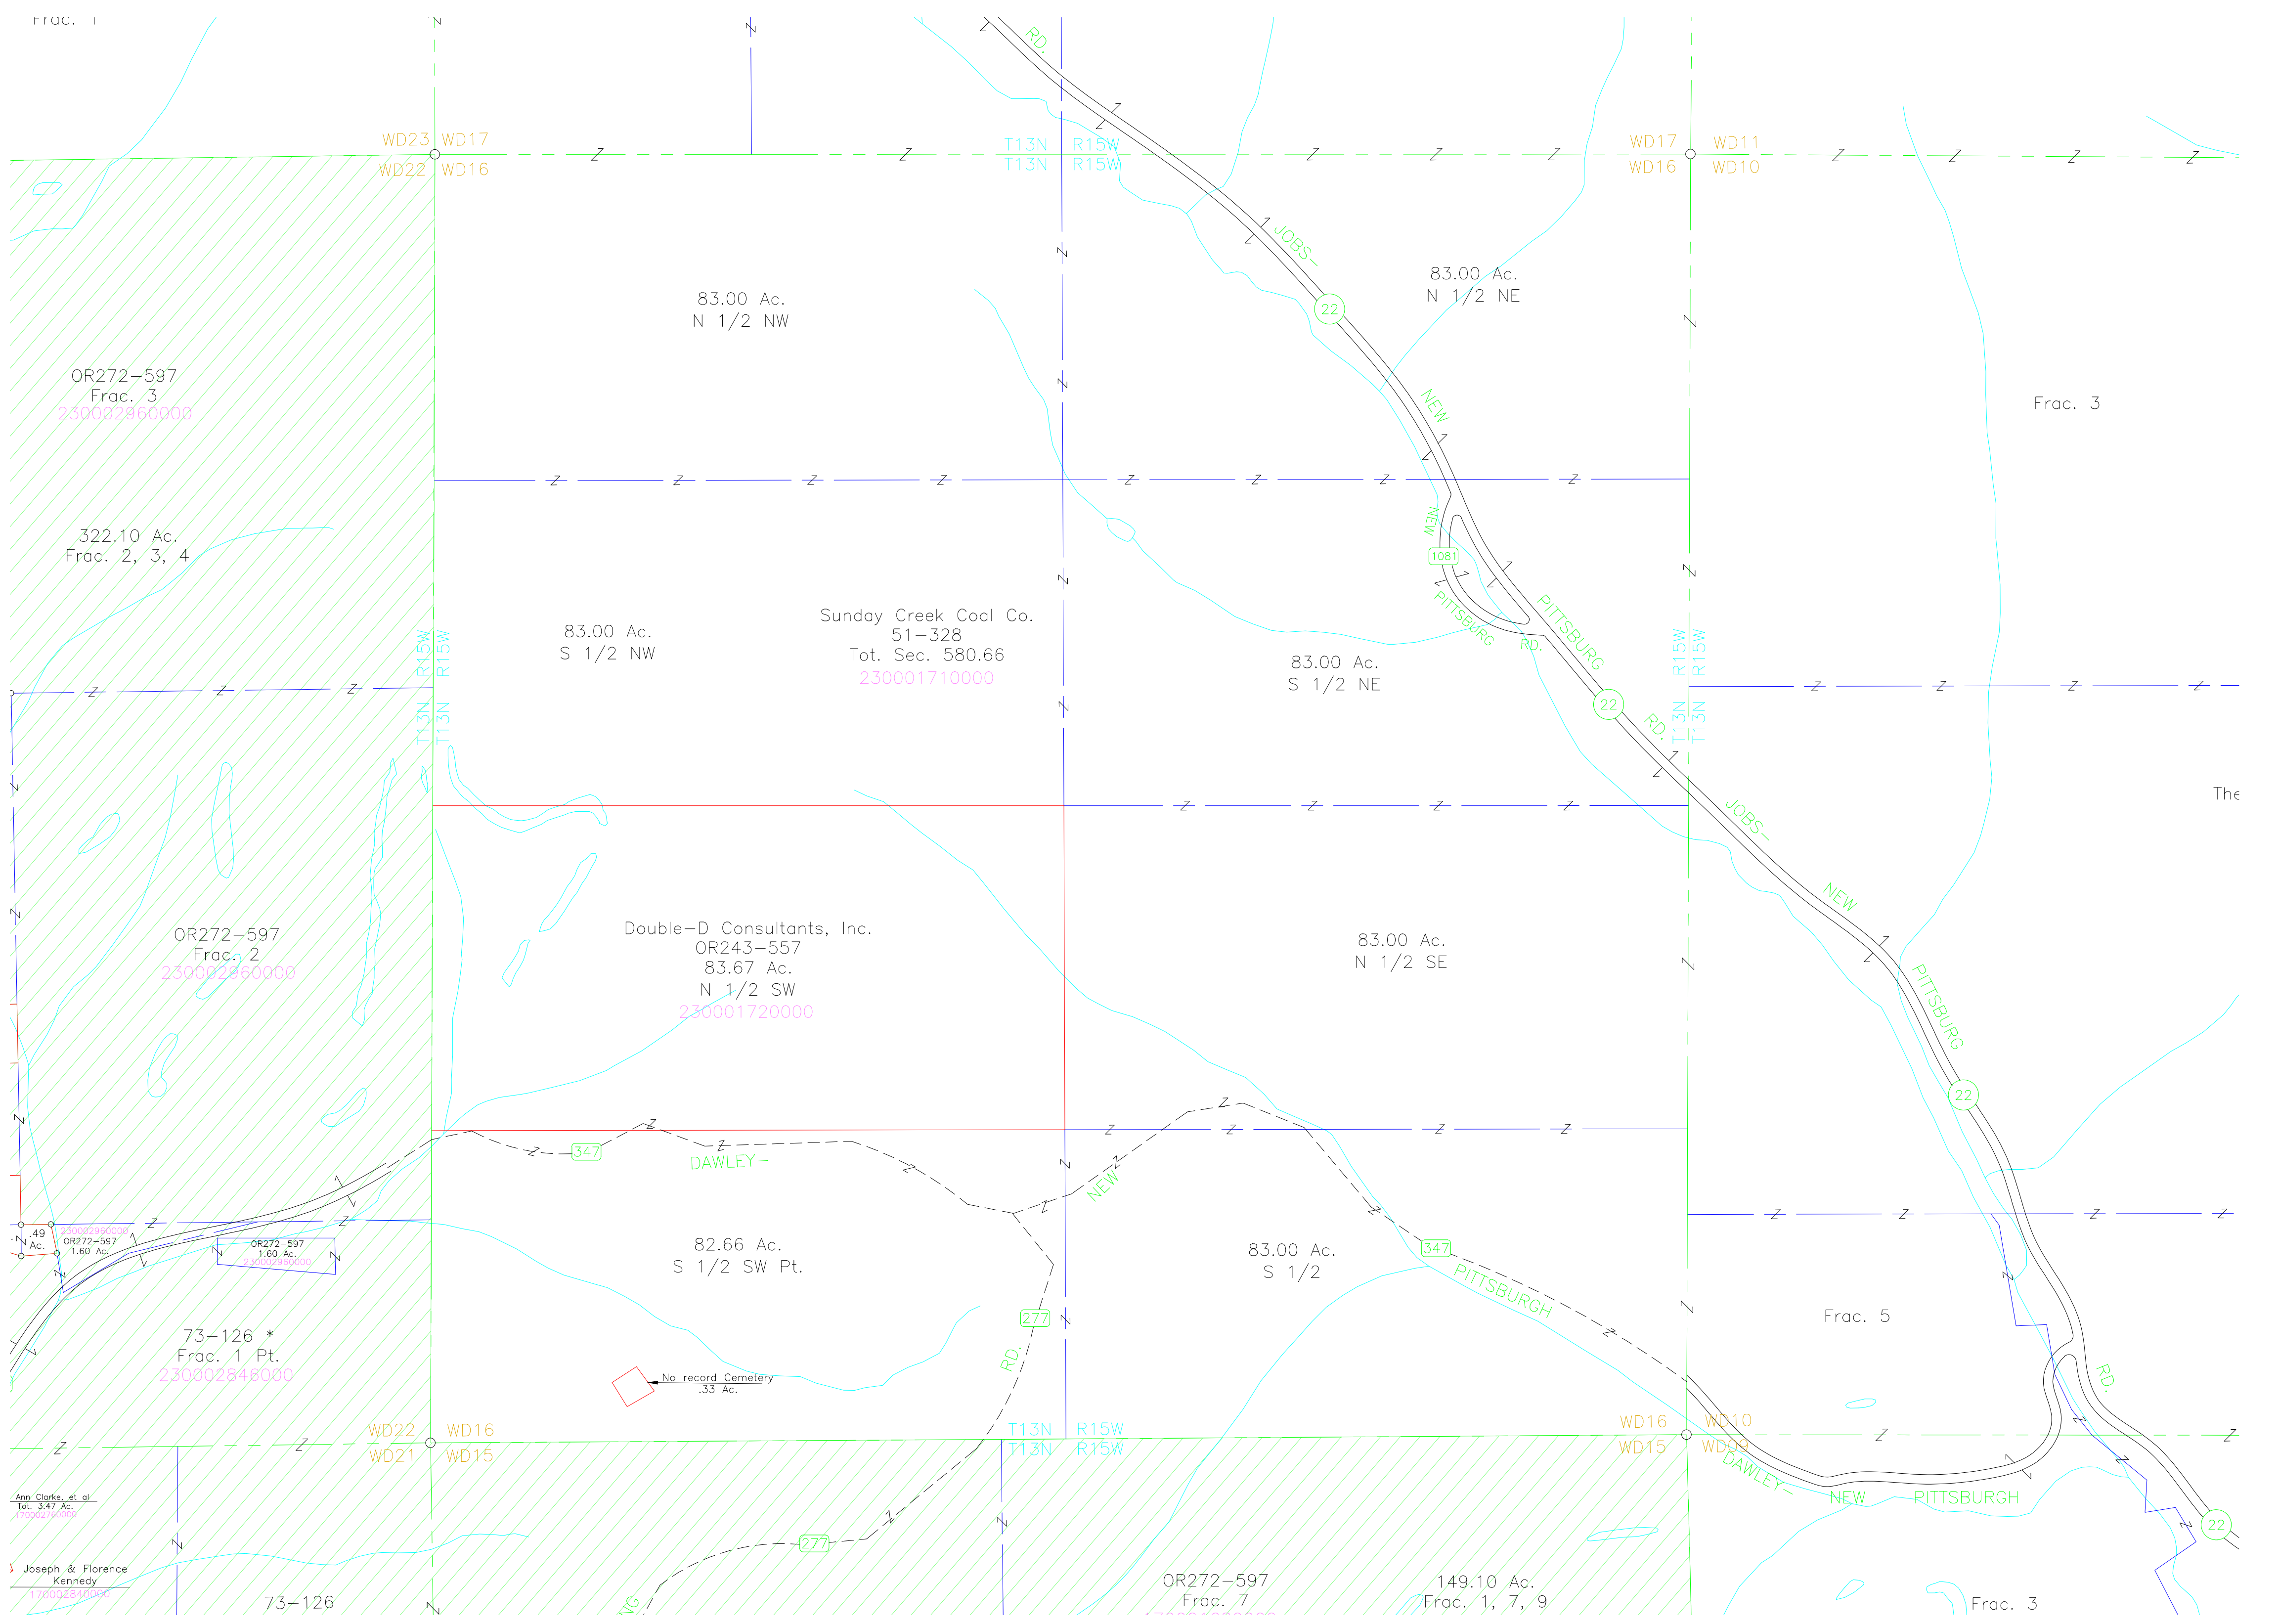 Frac. 1
RD.
WD23 WD17
WD22 WD16
T13N R15W
T13N R15W
WD17 WD11
WD16 WD10
JOBS-
83.00 Ac.
N 1/2 NW
83.00 Ac.
N 1/2 NE
22
OR272-597
Frac. 3
230002960000
NEW
Frac. 3
322.10 Ac.
Frac. 2, 3, 4
NEW
1081
PITTSBURG
RD.
PITTSBURG
83.00 Ac.
S 1/2 NW
Sunday Creek Coal Co.
51-328
Tot. Sec. 580.66
230001710000
83.00 Ac.
S 1/2 NE
T13N R15W
T13N R15W
T13N R15W
T13N R15W
22
RD.
The
JOBS-
NEW
OR272-597
Frac. 2
230002960000
Double-D Consultants, Inc.
OR243-557
83.67 Ac.
N 1/2 SW
230001720000
83.00 Ac.
N 1/2 SE
PITTSBURG
22
347
DAWLEY-
NEW
.49
Ac.
230002960000
OR272-597
1.60 Ac.
OR272-597
1.60 Ac.
230002960000
82.66 Ac.
S 1/2 SW Pt.
83.00 Ac.
S 1/2
347
PITTSBURGH
277
RD.
Frac. 5
73-126 *
Frac. 1 Pt.
230002846000
No record Cemetery
.33 Ac.
RD.
WD22 WD16
WD21 WD15
T13N R15W
T13N R15W
WD16 WD10
WD15 WD09
DAWLEY-
NEW PITTSBURGH
22
Ann Clarke, et al
Tot. 3.47 Ac.
170002760000
277
Joseph & Florence
Kennedy
170002840000
73-126
NG
OR272-597
Frac. 7
149.10 Ac.
Frac. 1, 7, 9
Frac. 3